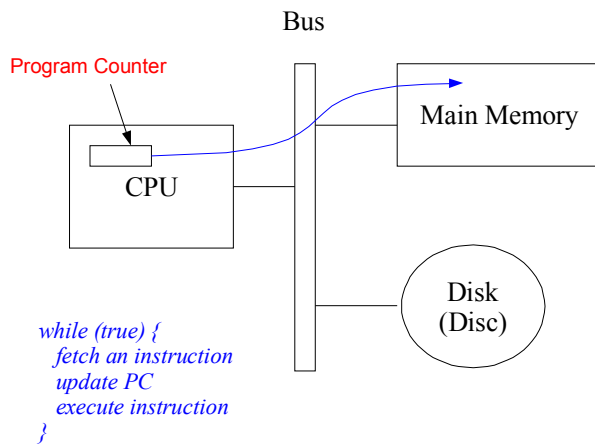 Bus
Program Counter
Main Memory
CPU
Disk
(Disc)
while (true) {
fetch an instruction
update PC
execute instruction
}